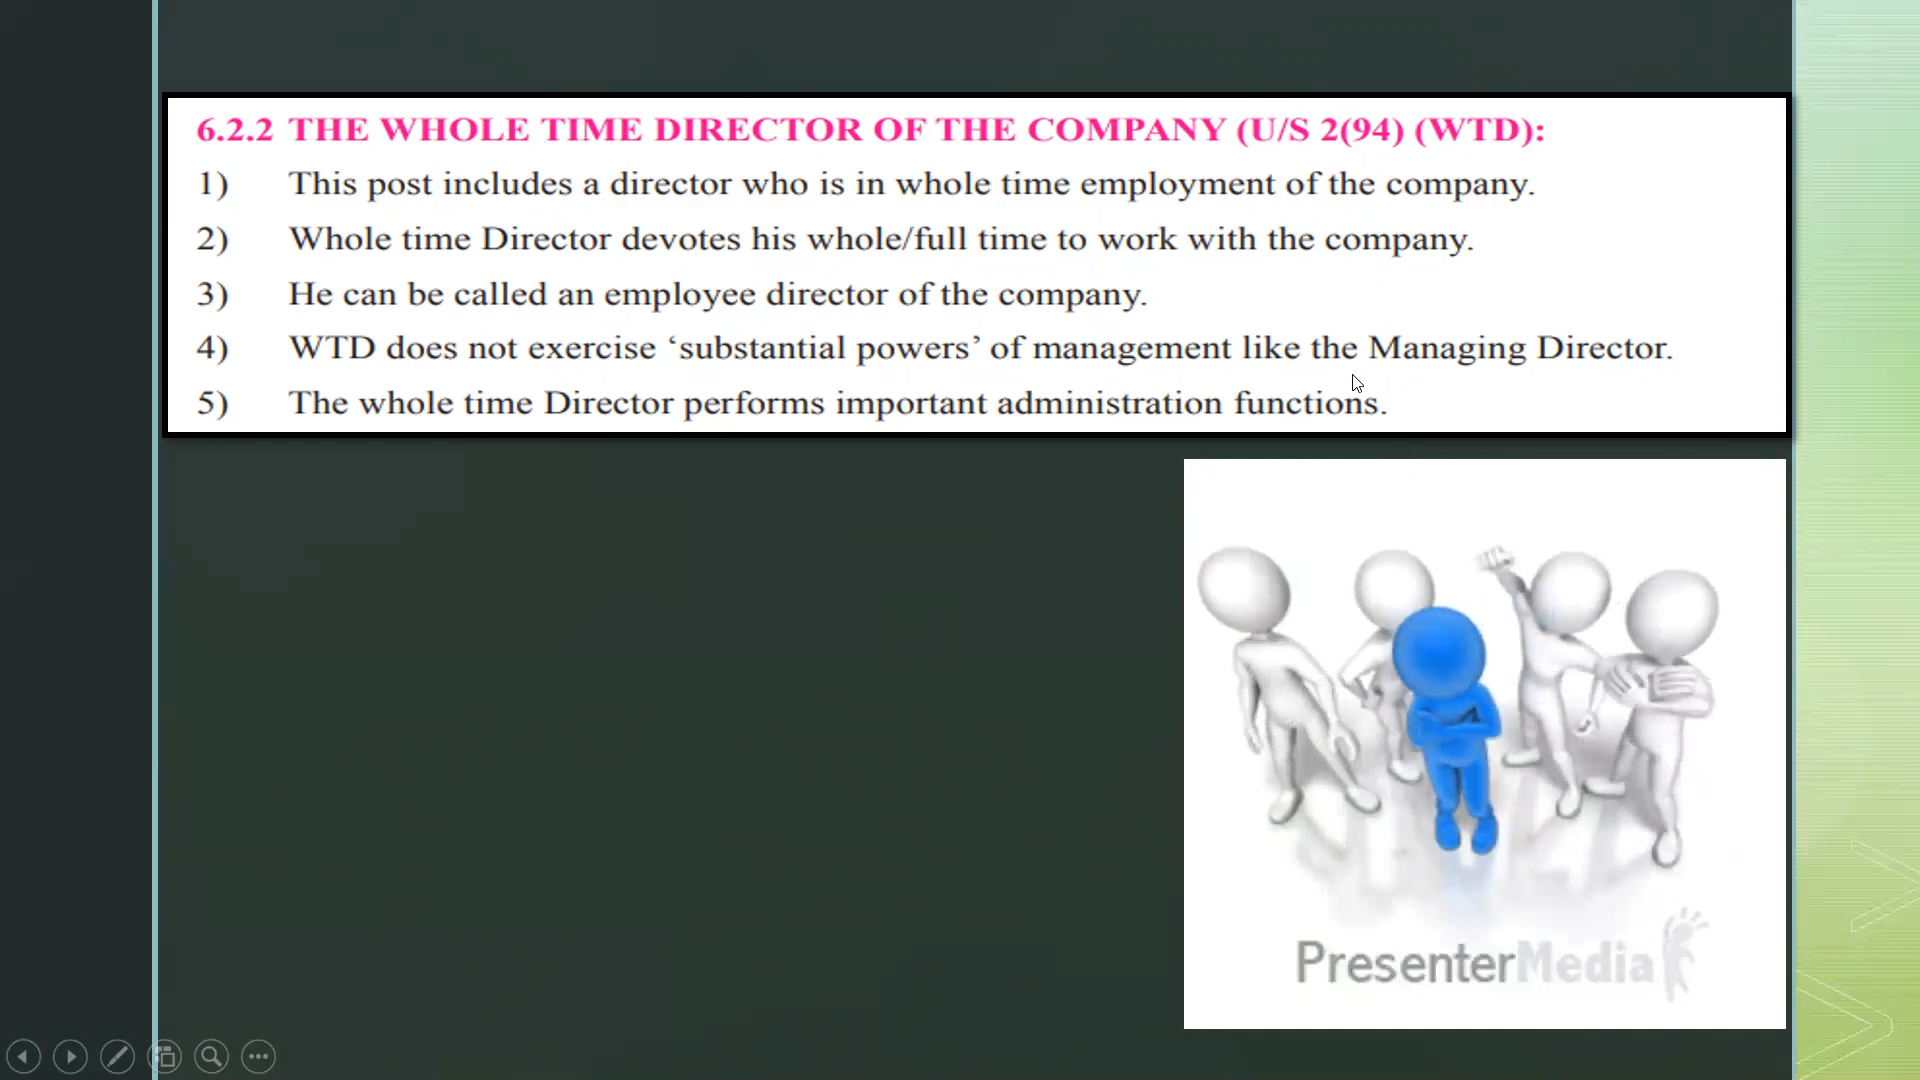 6.2.2 THE WHOLE TIME DIRECTOR OF THE COMPANY (U/S 2(94) (WTD):
1) This post includes a director who is in whole time employment of the company.
2) Whole time Director devotes his whole/full time to work with the company.
3) He can be called an employee director of the company.
4) WTD does not exercise ‘substantial powers’ of management like the Managing Director.
5) The whole time Director performs important administration functions.
PresenterMedia